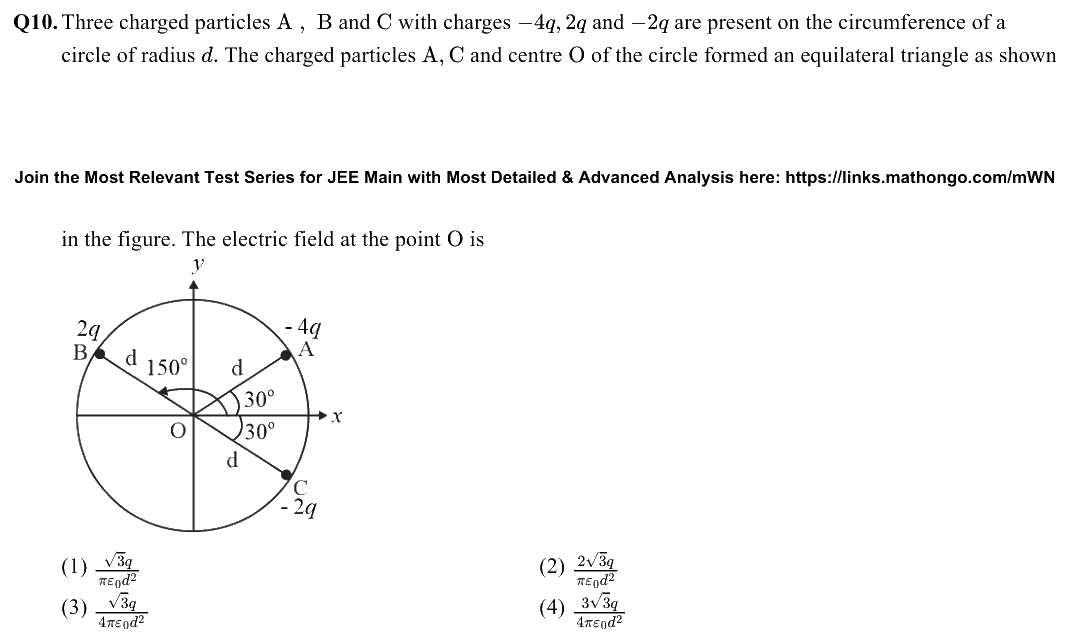 Q10. Three charged particles A , B and C with charges −4q, 2q and −2q are present on the circumference of a
circle of radius d. The charged particles A, C and centre O of the circle formed an equilateral triangle as shown
Join the Most Relevant Test Series for JEE Main with Most Detailed & Advanced Analysis here: https://links.mathongo.com/mWN
in the figure. The electric field at the point O is
y
2q
- 4q
B d 150° d A
30°
x
O 30°
d
C
- 2q
(1) √3q/πε₀d² (2) 2√3q/πε₀d²
(3) √3q/4πε₀d² (4) 3√3q/4πε₀d²